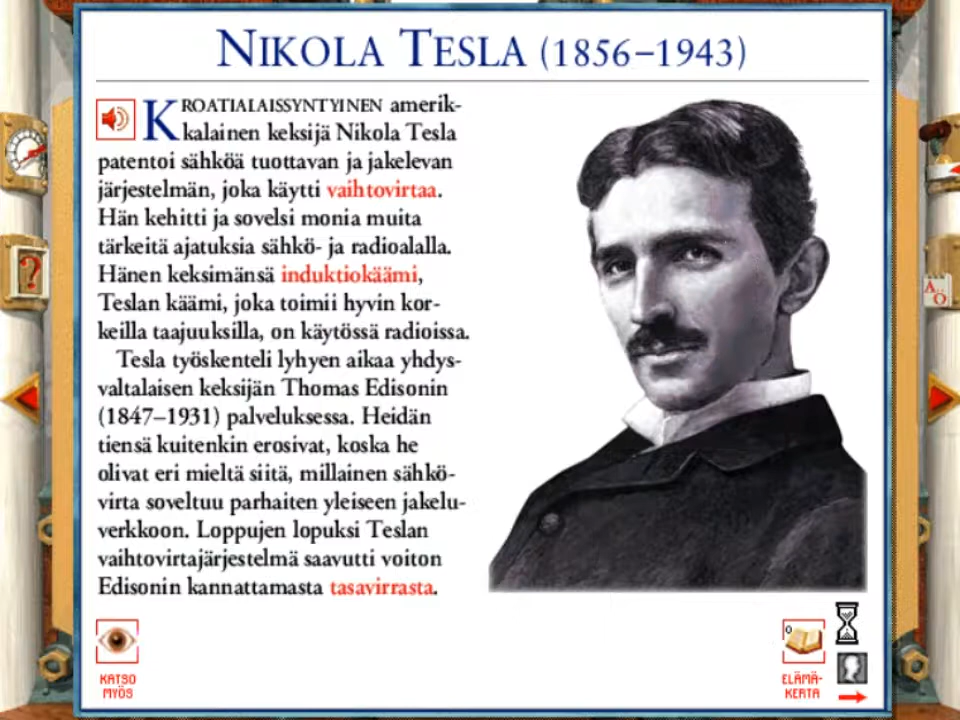 NIKOLA TESLA (1856–1943)
KROATIALAISSYNTYINEN amerik-
kalainen keksijä Nikola Tesla
patentoi sähköä tuottavan ja jakelevan
järjestelmän, joka käytti vaihtovirtaa.
Hän kehitti ja sovelsi monia muita
tärkeitä ajatuksia sähkö- ja radioalalla.
Hänen keksimänsä induktiokäämi,
Teslan käämi, joka toimii hyvin kor-
keilla taajuuksilla, on käytössä radioissa.
Tesla työskenteli lyhyen aikaa yhdys-
valtalaisen keksijän Thomas Edisonin
(1847–1931) palveluksessa. Heidän
tiensä kuitenkin erosivat, koska he
olivat eri mieltä siitä, millainen sähkö-
virta soveltuu parhaiten yleiseen jakelu-
verkkoon. Loppujen lopuksi Teslan
vaihtovirtajärjestelmä saavutti voiton
Edisonin kannattamasta tasavirrasta.
KATSO
MYÖS
ELÄMÄ-
KERTA
?
A...
Ö